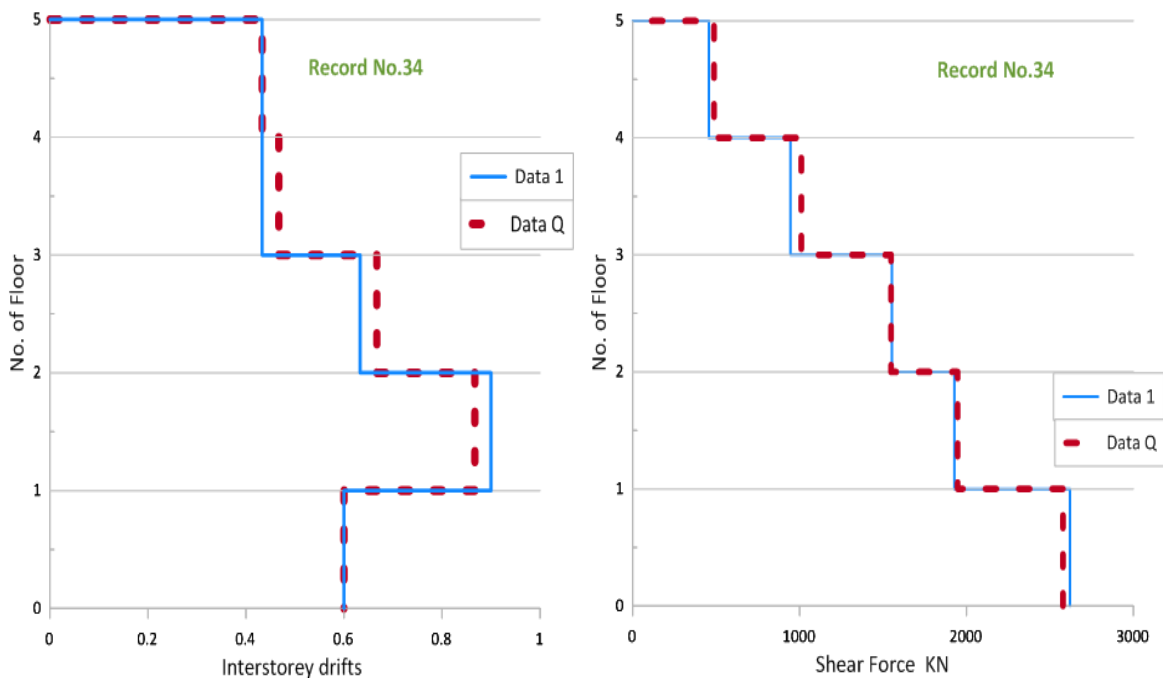 Record No.34
Data 1
Data Q
No. of Floor
5
4
3
2
1
0
0
0.2
0.4
0.6
0.8
1
Interstorey drifts
Record No.34
Data 1
Data Q
No. of Floor
5
4
3
2
1
0
0
1000
2000
3000
Shear Force KN